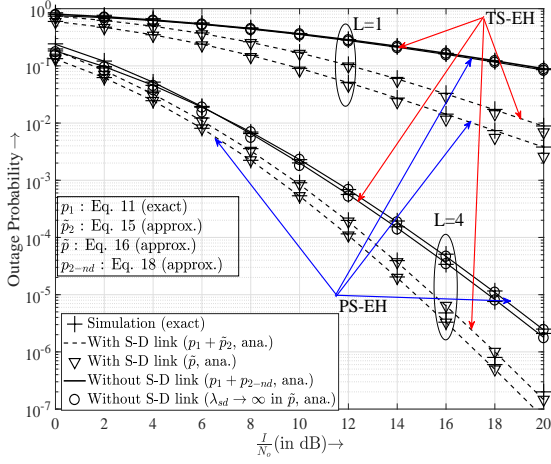 10^0
10^-1
10^-2
10^-3
10^-4
10^-5
10^-6
10^-7
Outage Probability →
L=1
TS-EH
L=4
PS-EH
p_1 : Eq. 11 (exact)
p̃_2 : Eq. 15 (approx.)
p̃ : Eq. 16 (approx.)
p_{2-nd} : Eq. 18 (approx.)
Simulation (exact)
With S-D link (p_1 + p̃_2, ana.)
With S-D link (p̃, ana.)
Without S-D link (p_1 + p_{2-nd}, ana.)
Without S-D link (λ_{sd} → ∞ in p̃, ana.)
0 2 4 6 8 10 12 14 16 18 20
I/N_o (in dB)→